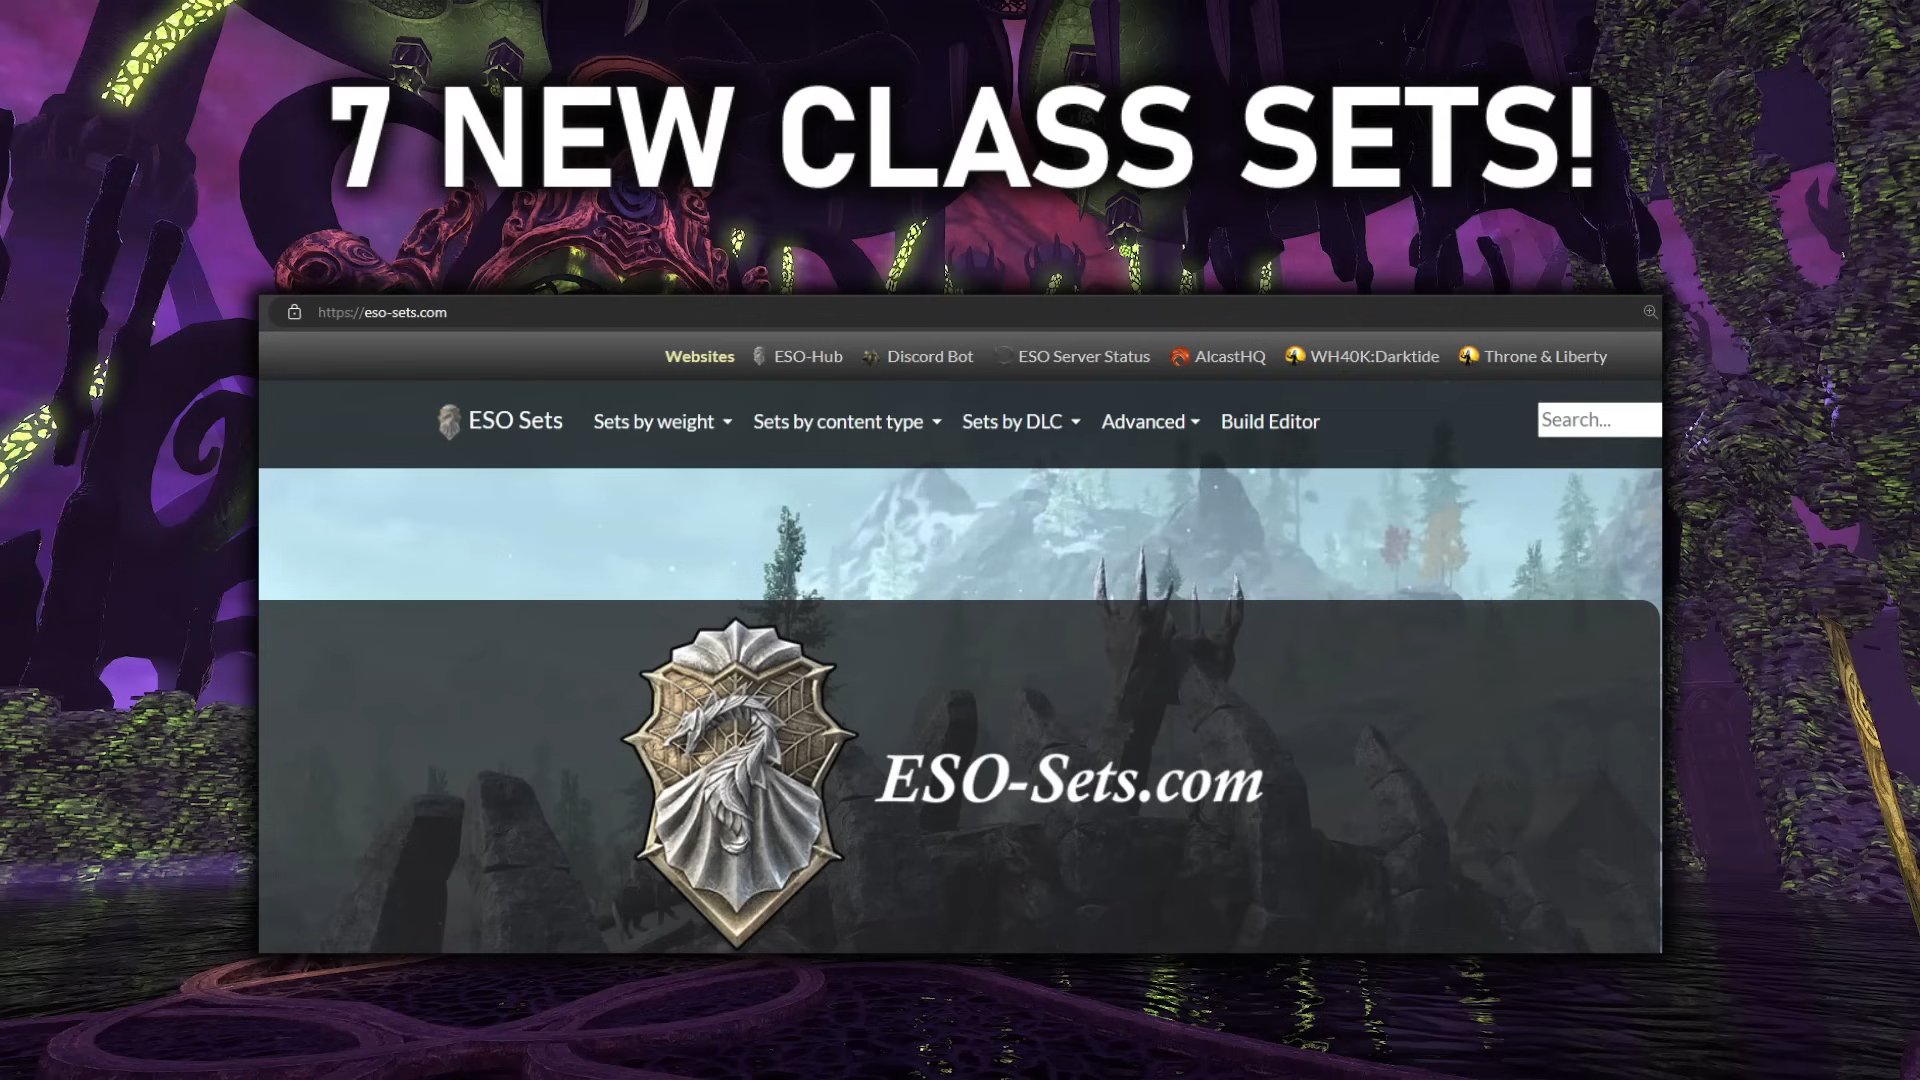 7 NEW CLASS SETS!
https://eso-sets.com
Websites ESO-Hub Discord Bot ESO Server Status AlcastHQ WH40K:Darktide Throne & Liberty
ESO Sets Sets by weight Sets by content type Sets by DLC Advanced Build Editor Search...
ESO-Sets.com